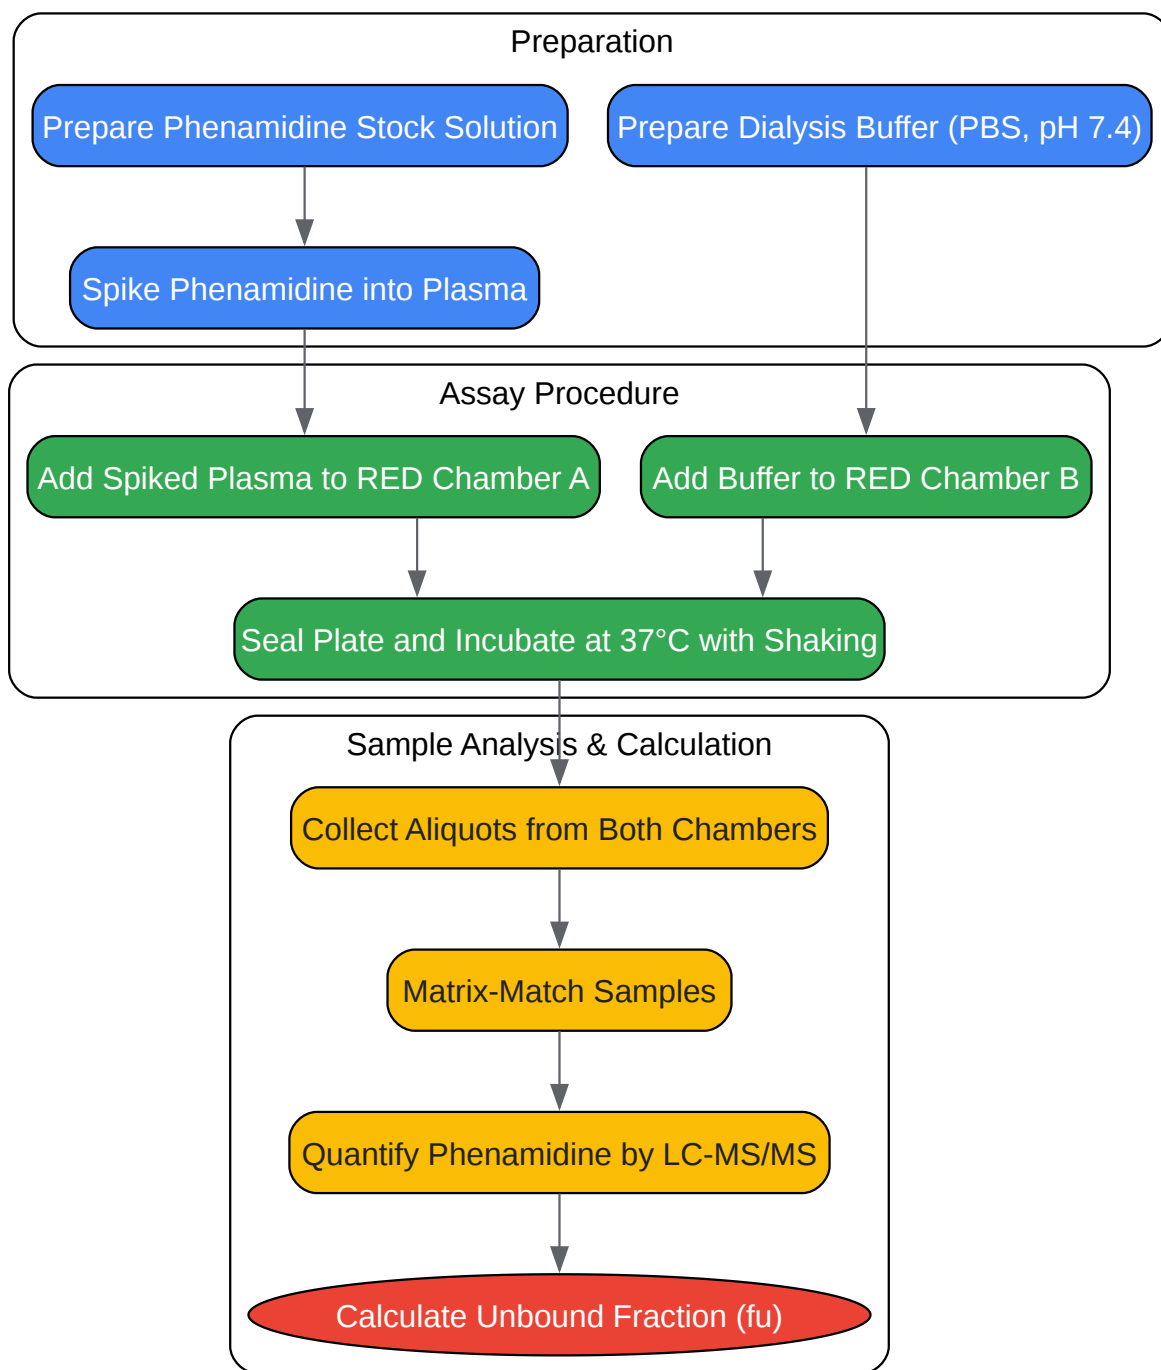 Preparation
Prepare Phenamidine Stock Solution
Prepare Dialysis Buffer (PBS, pH 7.4)
Spike Phenamidine into Plasma
Assay Procedure
Add Spiked Plasma to RED Chamber A
Add Buffer to RED Chamber B
Seal Plate and Incubate at 37°C with Shaking
Sample Analysis & Calculation
Collect Aliquots from Both Chambers
Matrix-Match Samples
Quantify Phenamidine by LC-MS/MS
Calculate Unbound Fraction (fu)